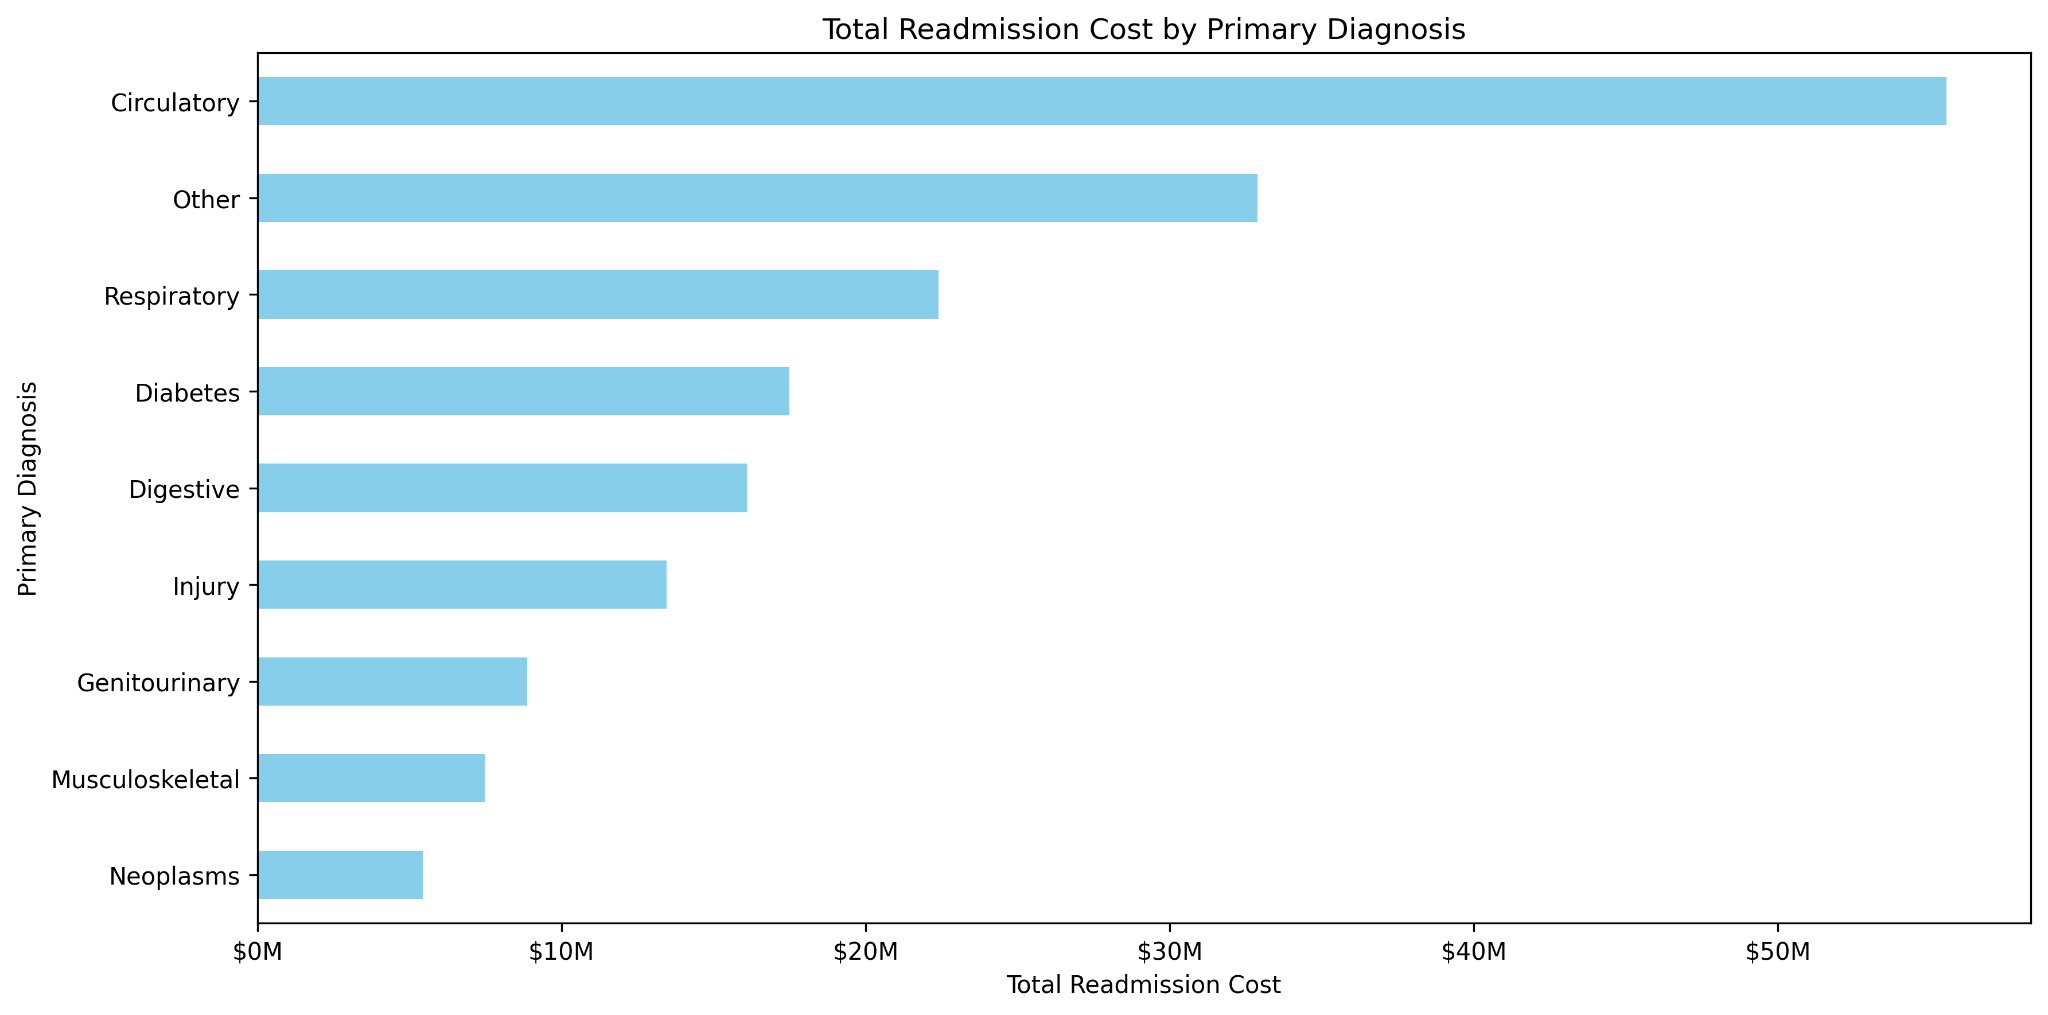 Total Readmission Cost by Primary Diagnosis
Primary Diagnosis
Circulatory
Other
Respiratory
Diabetes
Digestive
Injury
Genitourinary
Musculoskeletal
Neoplasms
$0M $10M $20M $30M $40M $50M
Total Readmission Cost